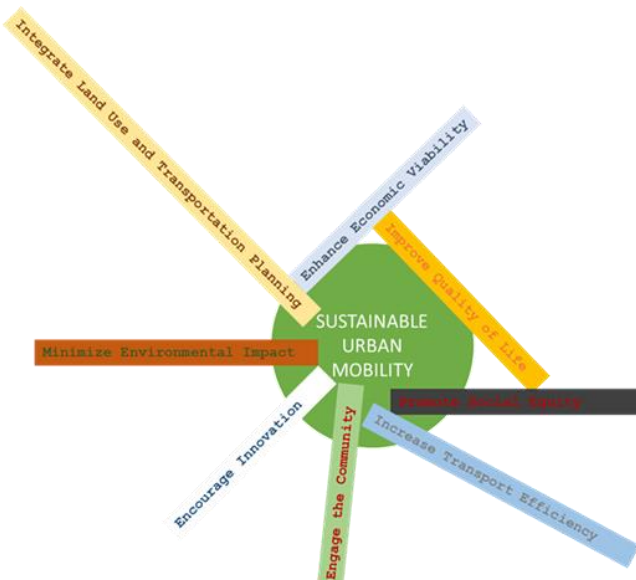 Integrate Land Use and Transportation Planning
Enhance Economic Viability
Improve Quality of Life
SUSTAINABLE
URBAN
MOBILITY
Minimize Environmental Impact
Promote Social Equity
Increase Transport Efficiency
Encourage Innovation
Engage the Community